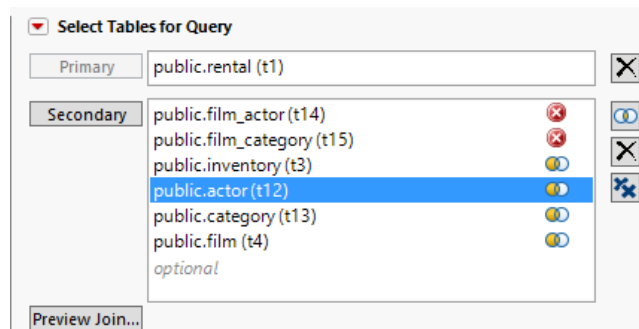 Select Tables for Query
Primary
public.rental (t1)
Secondary
public.film_actor (t14)
public.film_category (t15)
public.inventory (t3)
public.actor (t12)
public.category (t13)
public.film (t4)
optional
Preview Join...